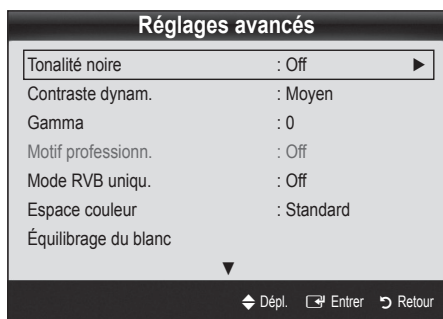 Réglages avancés
Tonalité noire : Off ►
Contraste dynam. : Moyen
Gamma : 0
Motif professionn. : Off
Mode RVB uniqu. : Off
Espace couleur : Standard
Équilibrage du blanc
▼
Dépl. Entrer Retour